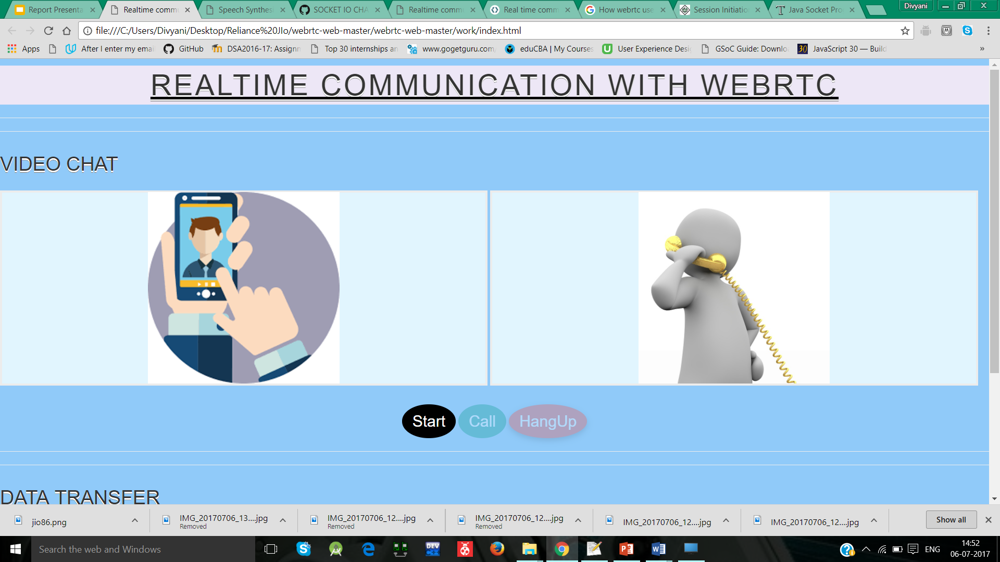 Report Presenta
Realtime commu
Speech Synthes
SOCKET IO CHA
Realtime commu
Real time comm
How webrtc use
Session Initiatio
Java Socket Pro
Divyani
file:///C:/Users/Divyani/Desktop/Reliance%20JIo/webrtc-web-master/webrtc-web-master/work/index.html
Apps
After I enter my emai
GitHub
DSA2016-17: Assignn
Top 30 internships an
www.gogetguru.com
eduCBA | My Courses
User Experience Desi
GSoC Guide: Downlo
30
JavaScript 30 — Build
»
REALTIME COMMUNICATION WITH WEBRTC
VIDEO CHAT
Start
Call
HangUp
DATA TRANSFER
jio86.png
IMG_20170706_13....jpg
Removed
IMG_20170706_12....jpg
Removed
IMG_20170706_12....jpg
Removed
IMG_20170706_12....jpg
IMG_20170706_12....jpg
Show all
Search the web and Windows
DEV
C++
ENG
14:52
06-07-2017